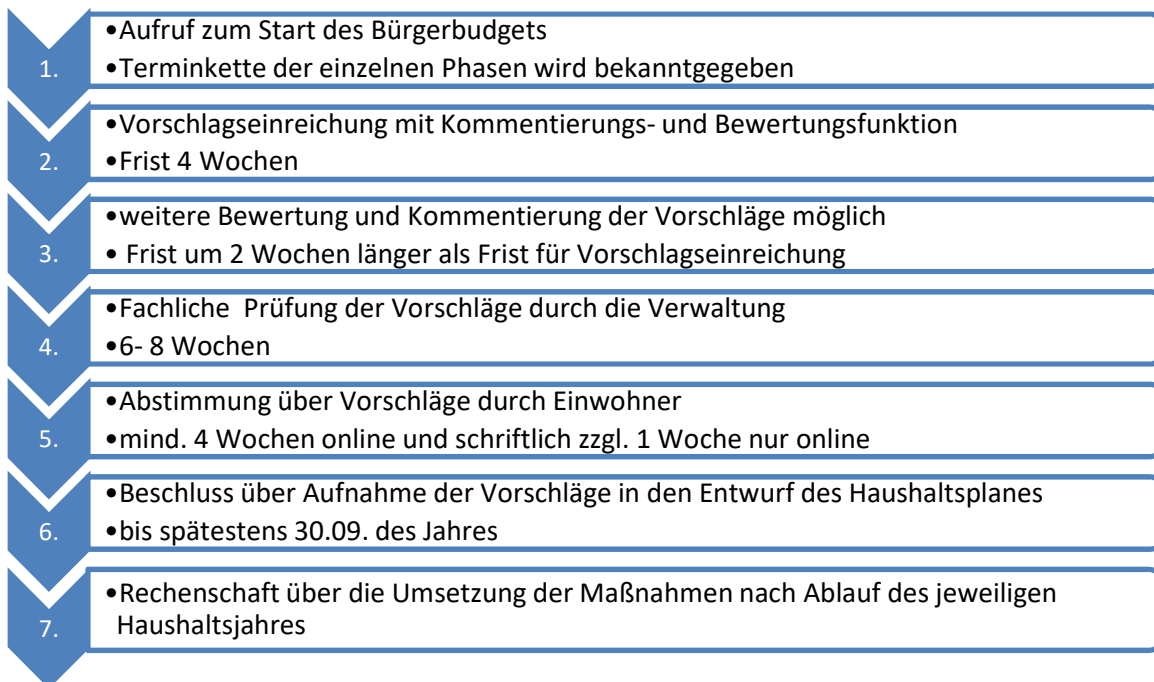 1.
•Aufruf zum Start des Bürgerbudgets
•Terminkette der einzelnen Phasen wird bekanntgegeben
2.
•Vorschlagseinreichung mit Kommentierungs- und Bewertungsfunktion
•Frist 4 Wochen
3.
•weitere Bewertung und Kommentierung der Vorschläge möglich
• Frist um 2 Wochen länger als Frist für Vorschlagseinreichung
4.
•Fachliche  Prüfung der Vorschläge durch die Verwaltung
•6- 8 Wochen
5.
•Abstimmung über Vorschläge durch Einwohner
•mind. 4 Wochen online und schriftlich zzgl. 1 Woche nur online
6.
•Beschluss über Aufnahme der Vorschläge in den Entwurf des Haushaltsplanes
•bis spätestens 30.09. des Jahres
7.
•Rechenschaft über die Umsetzung der Maßnahmen nach Ablauf des jeweiligen
Haushaltsjahres